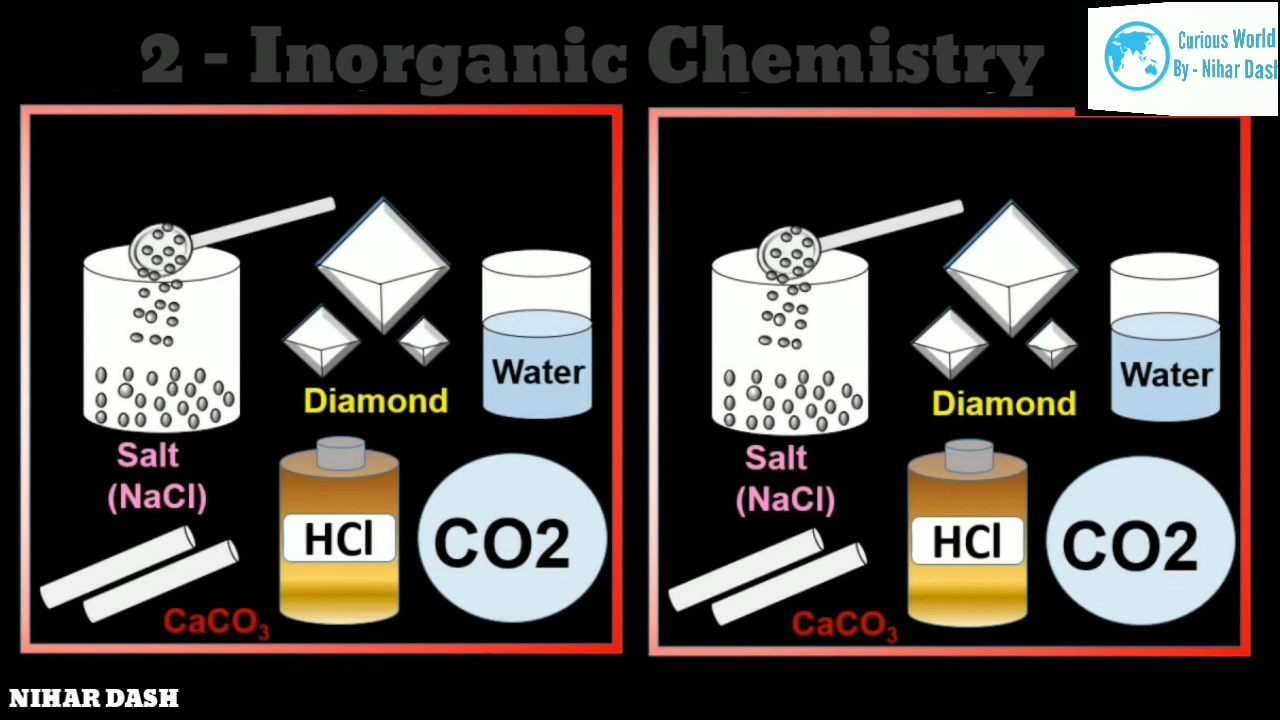 2 - Inorganic Chemistry
Curious World
By - Nihar Dash
Water
Diamond
Salt
(NaCl)
HCl
CO2
CaCO₃
Water
Diamond
Salt
(NaCl)
HCl
CO2
CaCO₃
NIHAR DASH